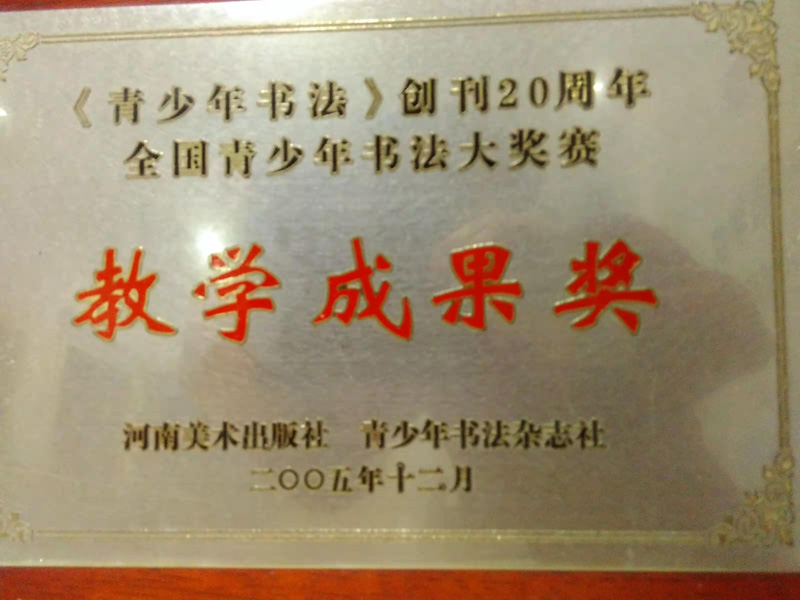 《青少年书法》创刊20周年
全国青少年书法大奖赛
教学成果奖
河南美术出版社 青少年书法杂志社
二〇〇五年十二月